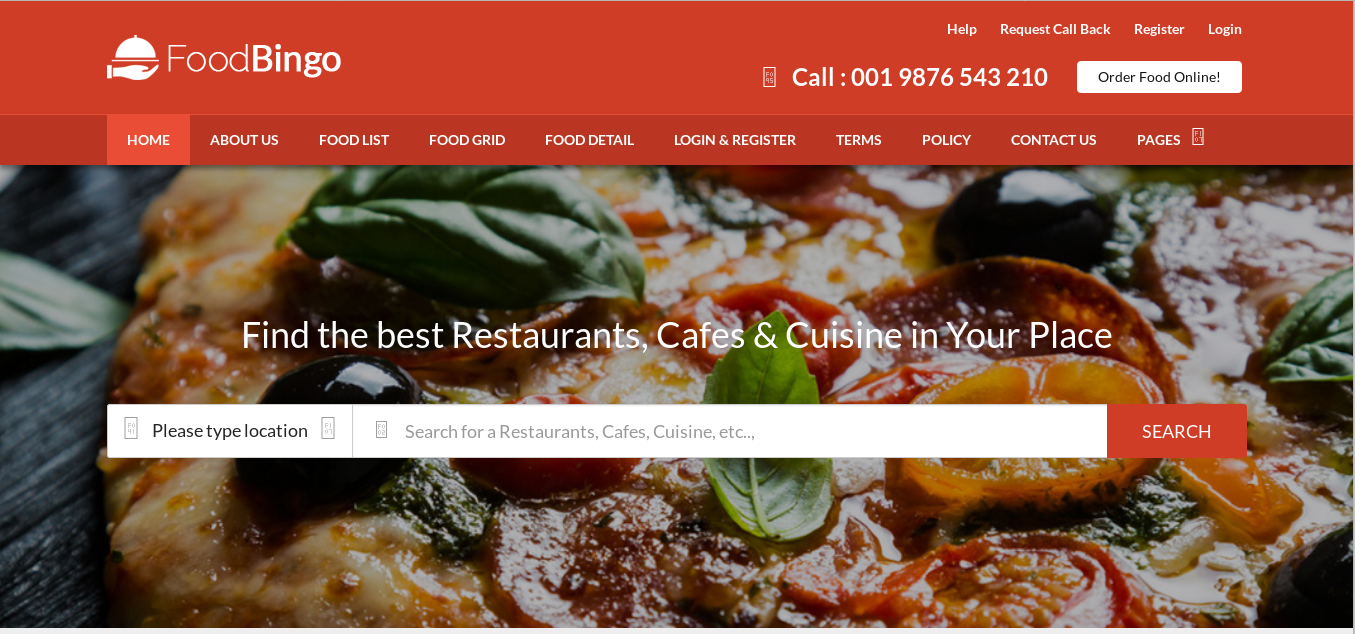 Help Request Call Back Register Login
FoodBingo
Call : 001 9876 543 210 Order Food Online!
HOME ABOUT US FOOD LIST FOOD GRID FOOD DETAIL LOGIN & REGISTER TERMS POLICY CONTACT US PAGES
Find the best Restaurants, Cafes & Cuisine in Your Place
Please type location Search for a Restaurants, Cafes, Cuisine, etc.., SEARCH